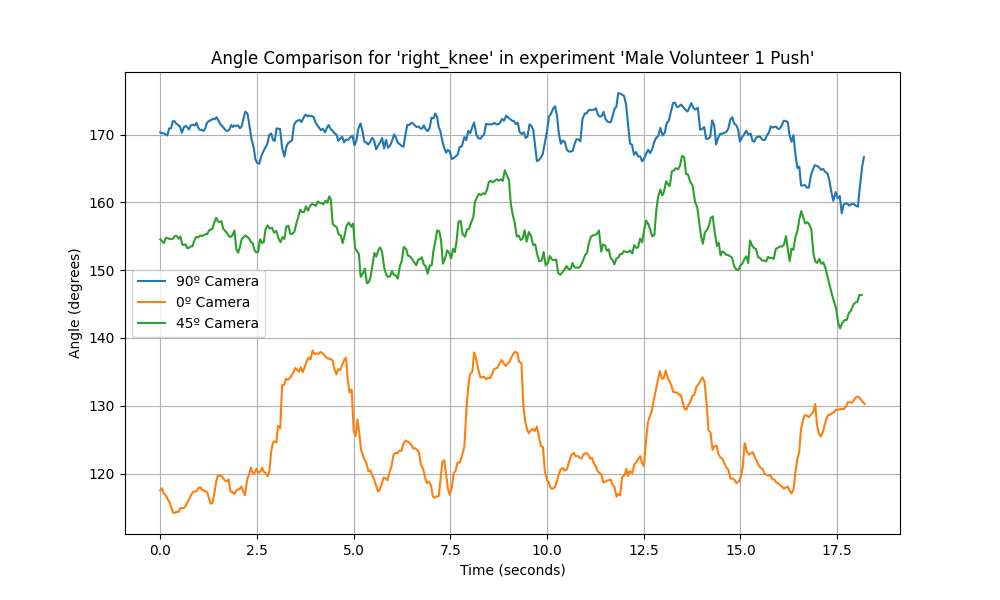 Angle Comparison for 'right_knee' in experiment 'Male Volunteer 1 Push'
Angle (degrees)
170
160
150
140
130
120
90º Camera
0º Camera
45º Camera
0.0 2.5 5.0 7.5 10.0 12.5 15.0 17.5
Time (seconds)